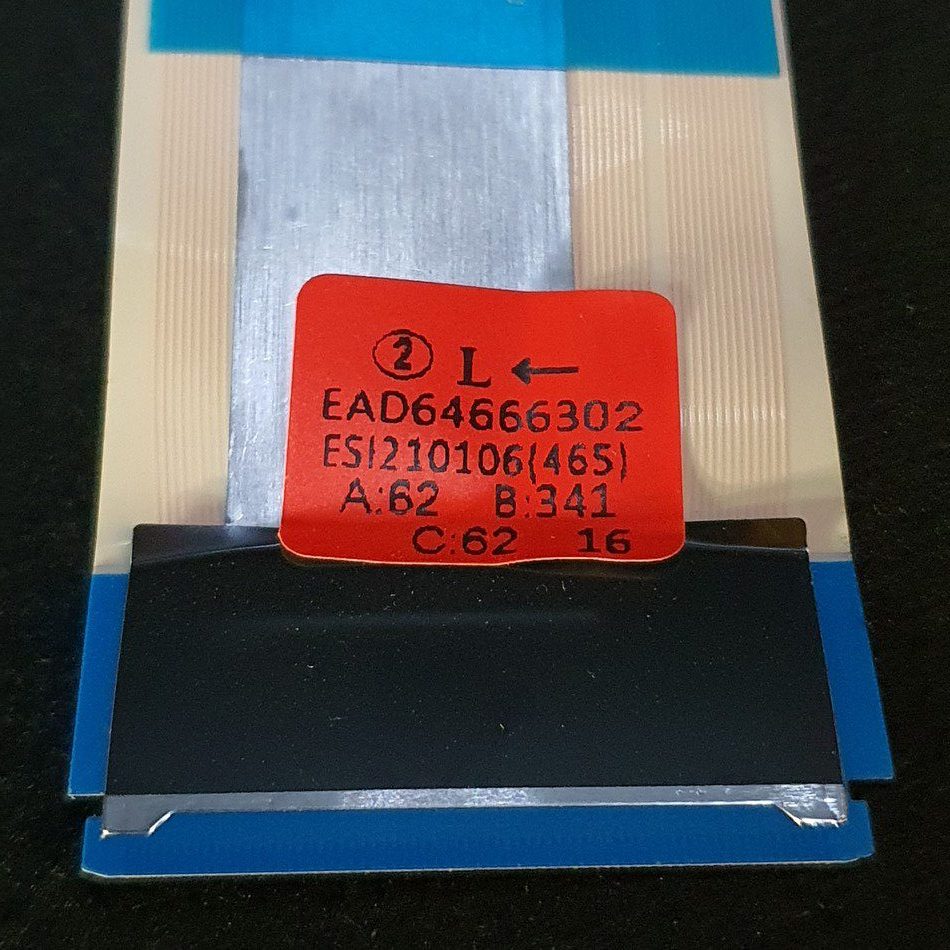 ② L ←
EAD64666302
ESI210106(465)
A:62 B:341
C:62 16